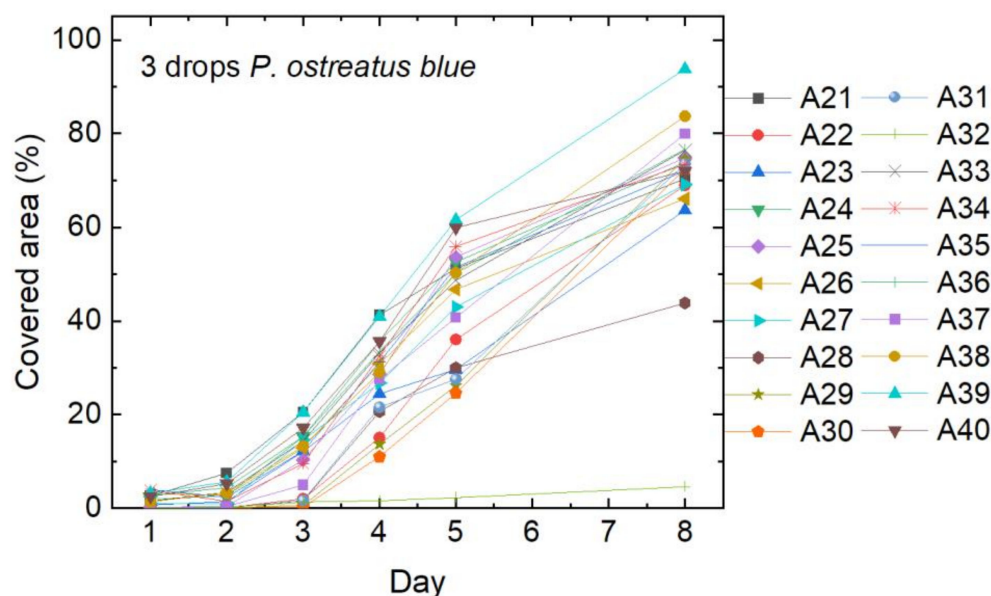 100
3 drops P. ostreatus blue
80
60
40
20
0
Covered area (%)
1 2 3 4 5 6 7 8
Day
A21 A31
A22 A32
A23 A33
A24 A34
A25 A35
A26 A36
A27 A37
A28 A38
A29 A39
A30 A40